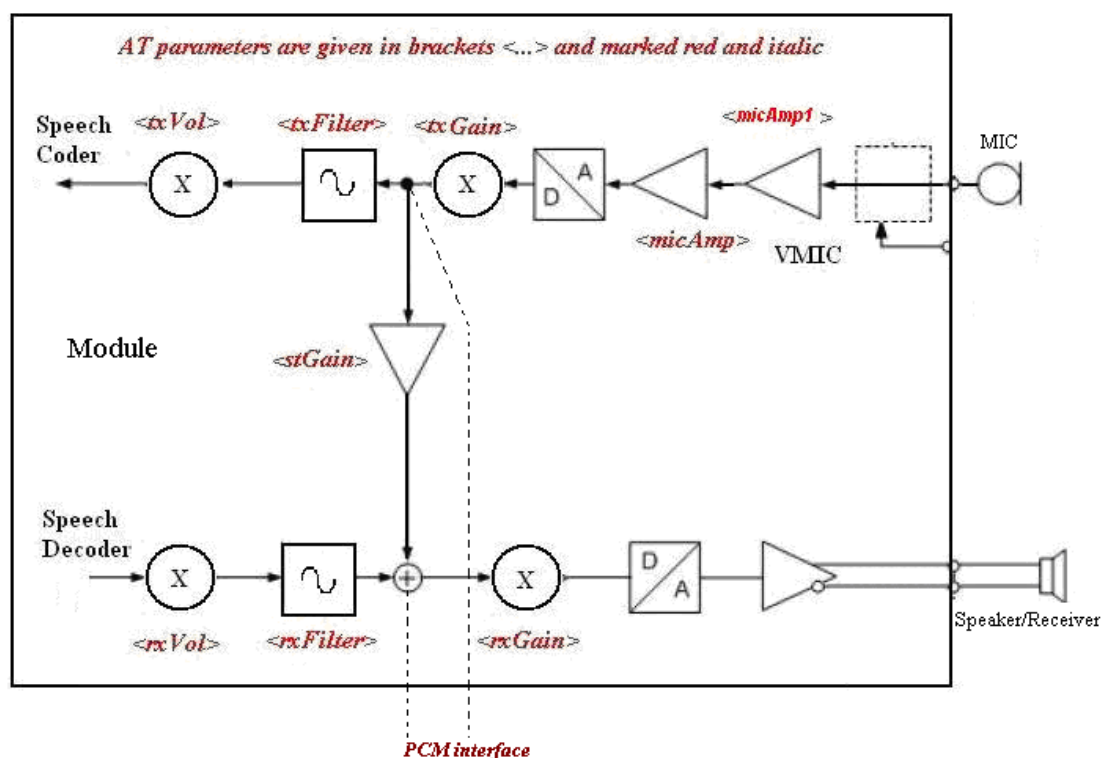 AT parameters are given in brackets <...> and marked red and italic
<txVol>
<txFilter>
<txGain>
<micAmp1 >
Speech
Coder
MIC
X
X
A
D
<micAmp>
VMIC
Module
<stGain>
Speech
Decoder
X
X
D
A
<rxVol>
<rxFilter>
<rxGain>
Speaker/Receiver
PCM interface